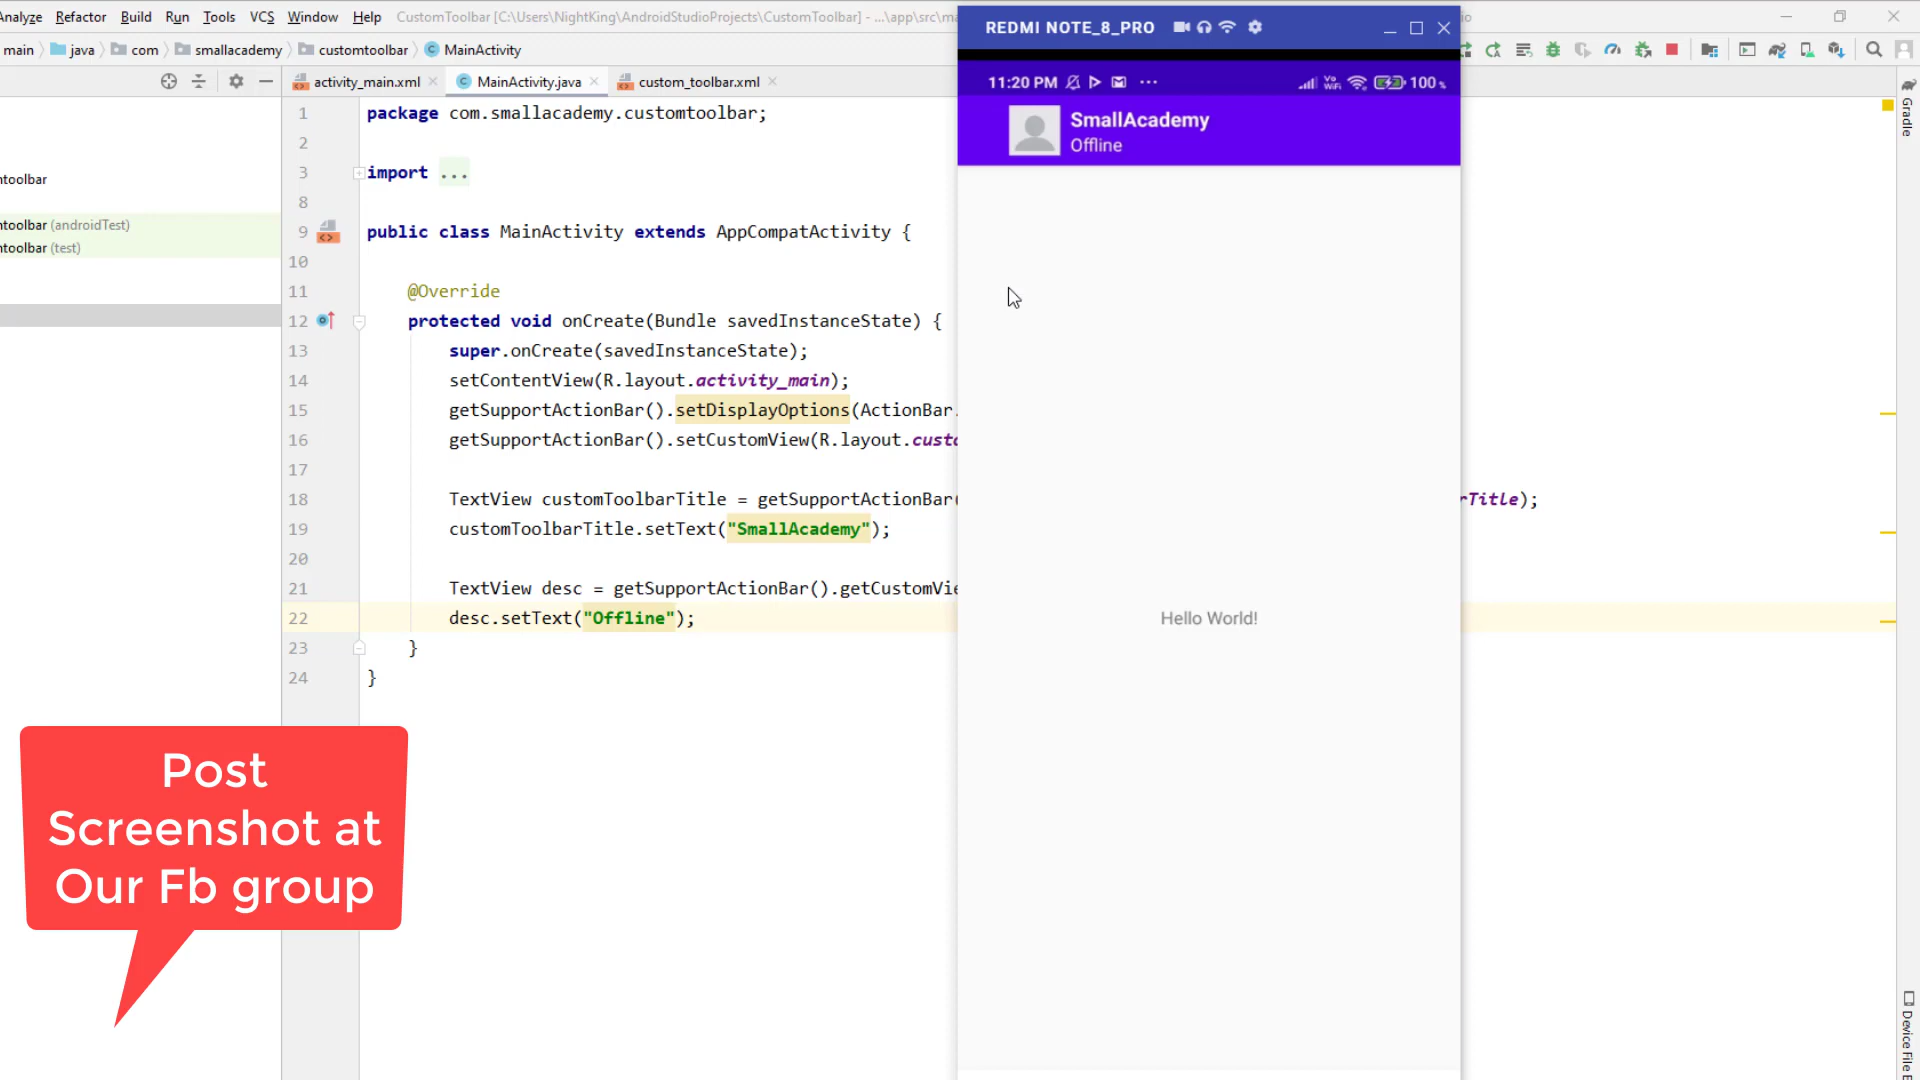 Analyze Refactor Build Run Tools VCS Window Help CustomToolbar [C:\Users\NightKing\AndroidStudioProjects\CustomToolbar] - ...\app\src\ma
main java com smallacademy customtoolbar MainActivity
activity_main.xml MainActivity.java custom_toolbar.xml
ntoolbar
ntoolbar (androidTest)
ntoolbar (test)
1 package com.smallacademy.customtoolbar;
2
3 import ...
8
9 public class MainActivity extends AppCompatActivity {
10
11 @Override
12 protected void onCreate(Bundle savedInstanceState) {
13 super.onCreate(savedInstanceState);
14 setContentView(R.layout.activity_main);
15 getSupportActionBar().setDisplayOptions(ActionBar.
16 getSupportActionBar().setCustomView(R.layout.custo
17
18 TextView customToolbarTitle = getSupportActionBar( rTitle);
19 customToolbarTitle.setText("SmallAcademy");
20
21 TextView desc = getSupportActionBar().getCustomVie
22 desc.setText("Offline");
23 }
24 }
REDMI NOTE_8_PRO
11:20 PM ... Vo WiFi 100 %
SmallAcademy
Offline
Hello World!
Gradle
Device File E
Post
Screenshot at
Our Fb group